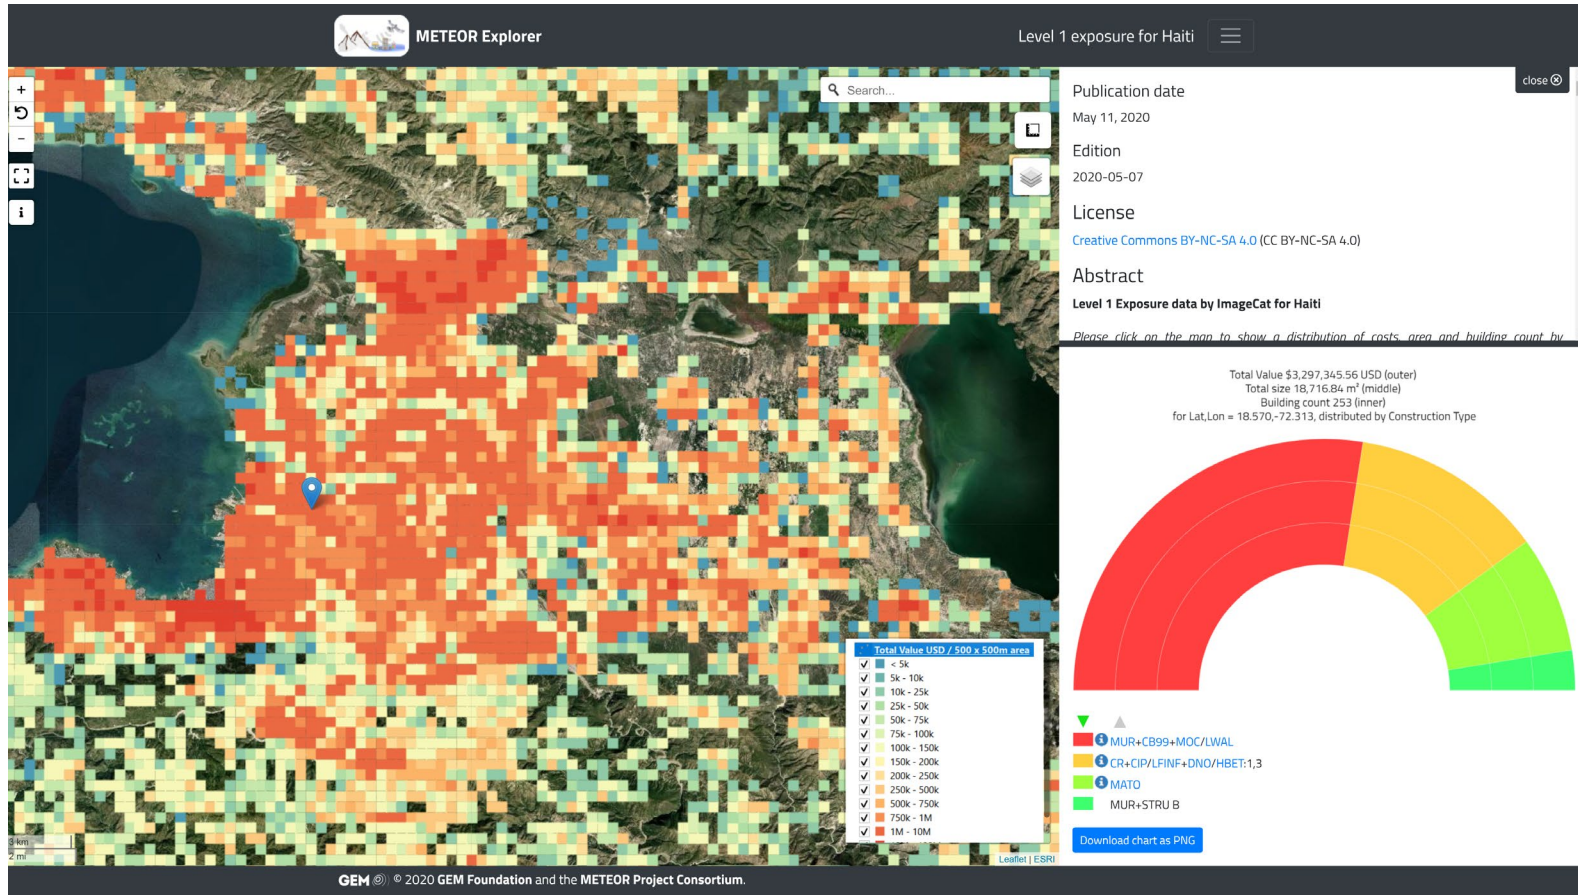 METEOR Explorer
Level 1 exposure for Haiti
+
−
i
Search...
close
Publication date
May 11, 2020
Edition
2020-05-07
License
Creative Commons BY-NC-SA 4.0 (CC BY-NC-SA 4.0)
Abstract
Level 1 Exposure data by ImageCat for Haiti
Please click on the map to show a distribution of costs, area and building count by
Total Value $3,297,345.56 USD (outer)
Total size 18,716.84 m² (middle)
Building count 253 (inner)
for Lat,Lon = 18.570,-72.313, distributed by Construction Type
Total Value USD / 500 x 500m area
< 5k
5k - 10k
10k - 25k
25k - 50k
50k - 75k
75k - 100k
100k - 150k
150k - 200k
200k - 250k
250k - 500k
500k - 750k
750k - 1M
1M - 10M
MUR+CB99+MOC/LWAL
CR+CIP/LFINF+DNO/HBET:1,3
MATO
MUR+STRU B
Download chart as PNG
3 km
2 mi
Leaflet | ESRI
GEM © 2020 GEM Foundation and the METEOR Project Consortium.